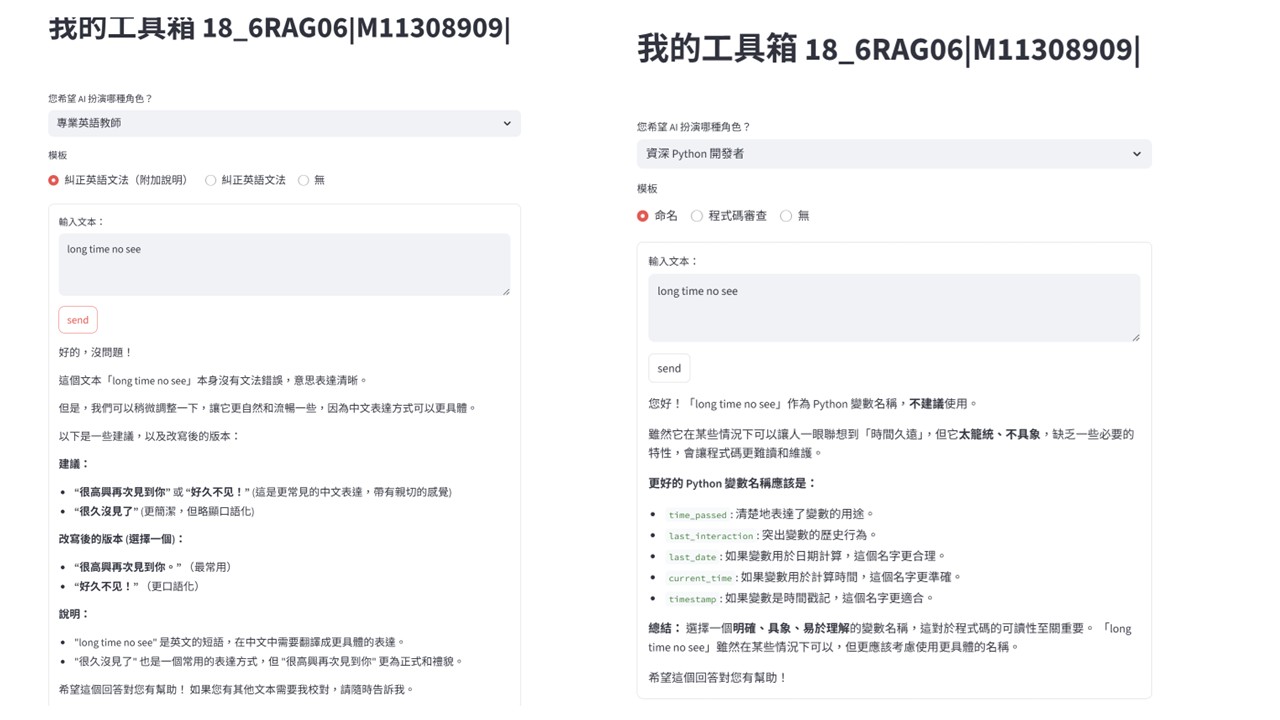 我的工具箱 18_6RAG06|M11308909|
您希望 AI 扮演哪種角色？
專業英語教師
模板
糾正英語文法（附加說明） 糾正英語文法 無
輸入文本：
long time no see
send
好的，沒問題！
這個文本「long time no see」本身沒有文法錯誤，意思表達清晰。
但是，我們可以稍微調整一下，讓它更自然和流暢一些，因為中文表達方式可以更具體。
以下是一些建議，以及改寫後的版本：
建議：
• “很高興再次見到你” 或 “好久不见！” (這是更常見的中文表達，帶有親切的感覺)
• “很久沒見了” (更簡潔，但略顯口語化)
改寫後的版本 (選擇一個)：
• “很高興再次見到你。” （最常用）
• “好久不见！” （更口語化）
說明：
• "long time no see" 是英文的短語，在中文中需要翻譯成更具體的表達。
• "很久沒見了" 也是一個常用的表達方式，但 "很高興再次見到你" 更為正式和禮貌。
希望這個回答對您有幫助！ 如果您有其他文本需要我校對，請隨時告訴我。
我的工具箱 18_6RAG06|M11308909|
您希望 AI 扮演哪種角色？
資深 Python 開發者
模板
命名 程式碼審查 無
輸入文本：
long time no see
send
您好！「long time no see」作為 Python 變數名稱，不建議使用。
雖然它在某些情況下可以讓人一眼聯想到「時間久遠」，但它太籠統、不具象，缺乏一些必要的
特性，會讓程式碼更難讀和維護。
更好的 Python 變數名稱應該是：
• time_passed：清楚地表達了變數的用途。
• last_interaction：突出變數的歷史行為。
• last_date：如果變數用於日期計算，這個名字更合理。
• current_time：如果變數用於計算時間，這個名字更準確。
• timestamp：如果變數是時間戳記，這個名字更適合。
總結： 選擇一個明確、具象、易於理解的變數名稱，這對於程式碼的可讀性至關重要。 「long
time no see」雖然在某些情況下可以，但更應該考慮使用更具體的名稱。
希望這個回答對您有幫助！